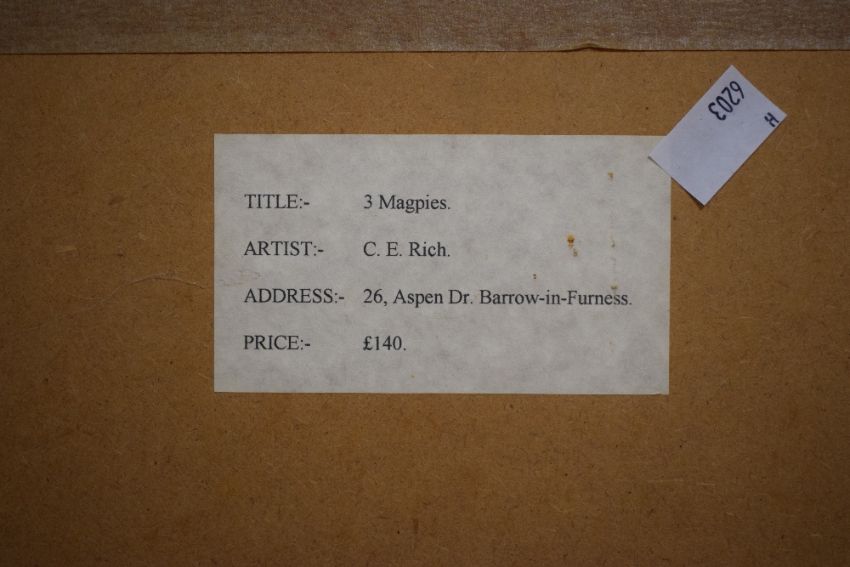 TITLE:- 3 Magpies.
ARTIST:- C. E. Rich.
ADDRESS:- 26, Aspen Dr. Barrow-in-Furness.
PRICE:- £140.
6203
H